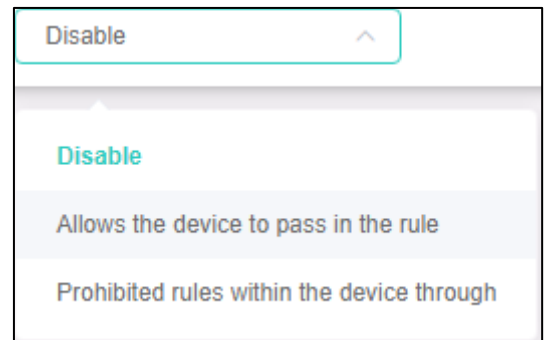 Disable
Disable
Allows the device to pass in the rule
Prohibited rules within the device through